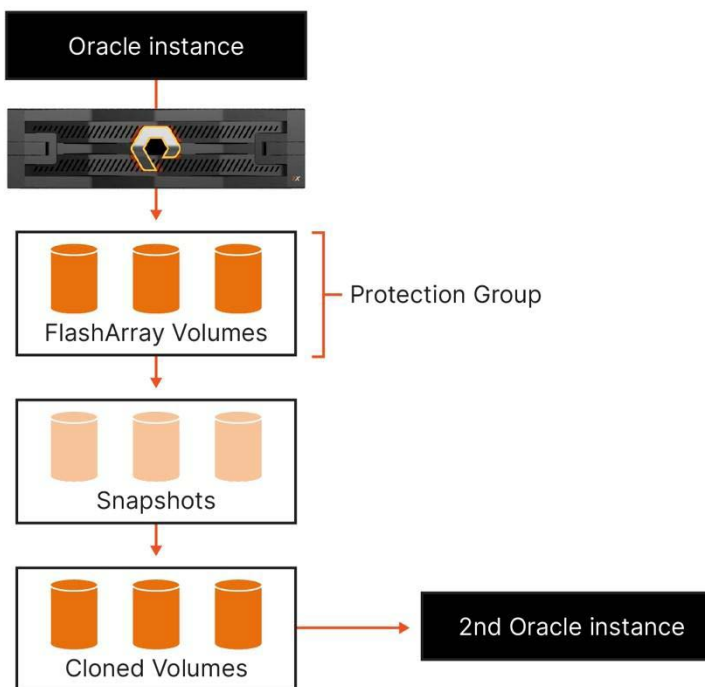 Oracle instance
FlashArray Volumes
Protection Group
Snapshots
Cloned Volumes
2nd Oracle instance